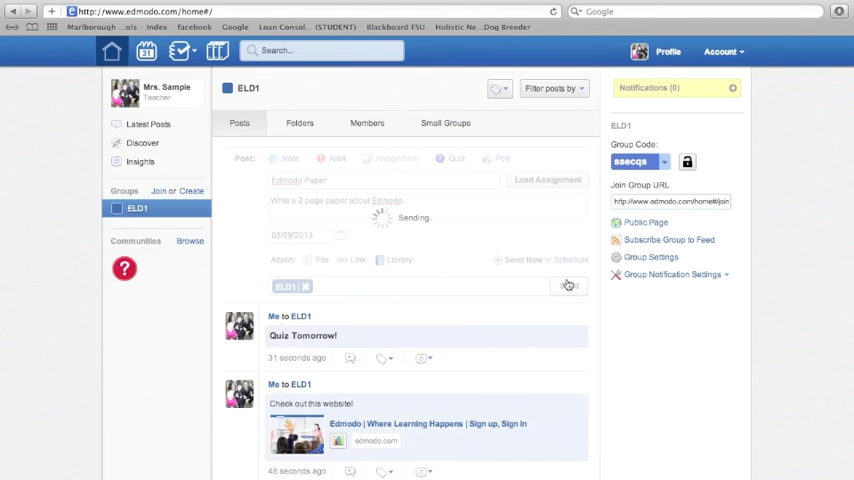 http://www.edmodo.com/home#/
Google
Marlborough ...ols – Index facebook Google Loan Consol... (STUDENT) Blackboard FSU Holistic Ne...Dog Breeder
31 Search... Profile Account
Mrs. Sample
Teacher
Latest Posts
Discover
Insights
Groups Join or Create
ELD1
Communities Browse
?
ELD1 Filter posts by
Posts Folders Members Small Groups
Post: Note Alert Assignment Quiz Poll
Edmodo Paper Load Assignment
Write a 2 page paper about Edmodo.
Sending.
05/09/2013
Attach: File Link Library Send Now or Schedule
ELD1 Send
Me to ELD1
Quiz Tomorrow!
31 seconds ago
Me to ELD1
Check out this website!
Edmodo | Where Learning Happens | Sign up, Sign In
edmodo.com
48 seconds ago
Notifications (0)
ELD1
Group Code:
ssecqs
Join Group URL
http://www.edmodo.com/home#/join
Public Page
Subscribe Group to Feed
Group Settings
Group Notification Settings